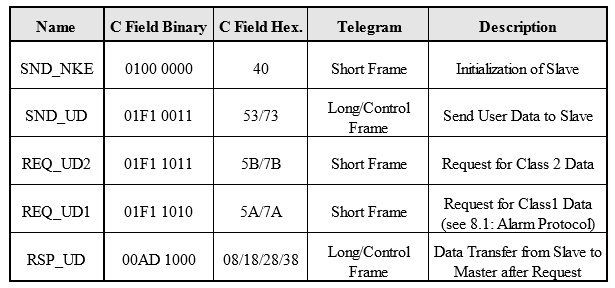 Name C Field Binary C Field Hex. Telegram Description
SND_NKE 0100 0000 40 Short Frame Initialization of Slave
SND_UD 01F1 0011 53/73 Long/Control Send User Data to Slave
Frame
REQ_UD2 01F1 1011 5B/7B Short Frame Request for Class 2 Data
REQ_UD1 01F1 1010 5A/7A Short Frame Request for Class1 Data
(see 8.1: Alarm Protocol)
RSP_UD 00AD 1000 08/18/28/38 Long/Control Data Transfer from Slave to
Frame Master after Request